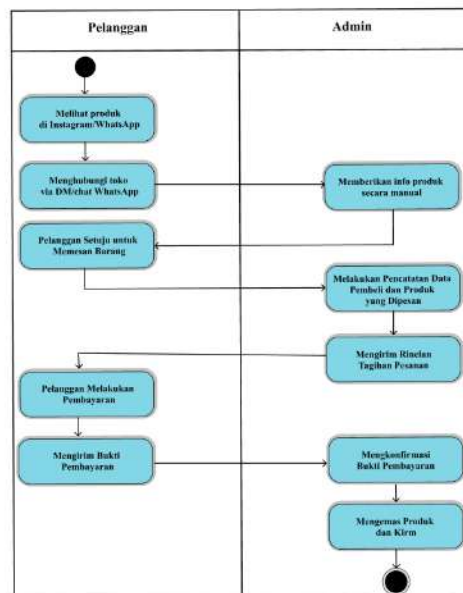 Pelanggan
Admin
Melihat produk
di Instagram/WhatsApp
Menghubungi toko
via DM/chat WhatsApp
Memberikan info produk
secara manual
Pelanggan Setuju untuk
Memesan Barang
Melakukan Pencatatan Data
Pembeli dan Produk
yang Dipesan
Mengirim Rincian
Tagihan Pesanan
Pelanggan Melakukan
Pembayaran
Mengirim Bukti
Pembayaran
Mengkonfirmasi
Bukti Pembayaran
Mengemas Produk
dan Kirm